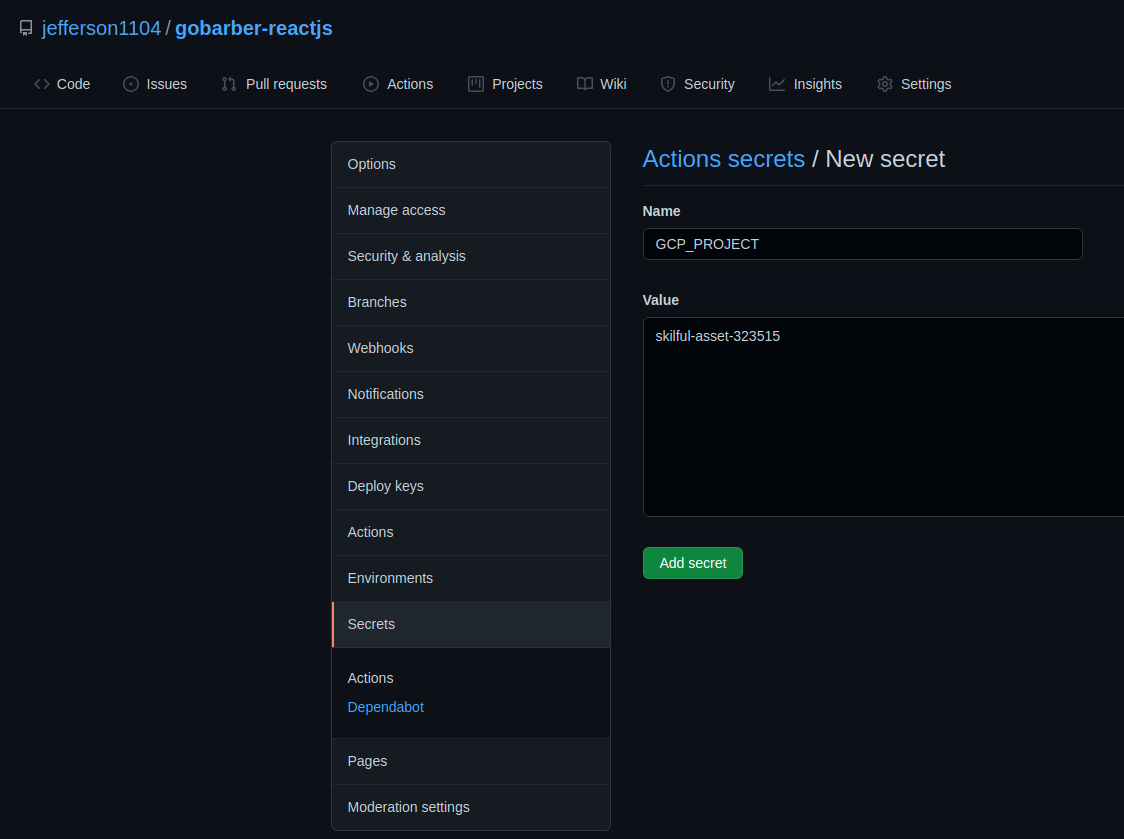 jefferson1104 / gobarber-reactjs
Code Issues Pull requests Actions Projects Wiki Security Insights Settings
Options
Manage access
Security & analysis
Branches
Webhooks
Notifications
Integrations
Deploy keys
Actions
Environments
Secrets
Actions
Dependabot
Pages
Moderation settings
Actions secrets / New secret
Name
GCP_PROJECT
Value
skilful-asset-323515
Add secret